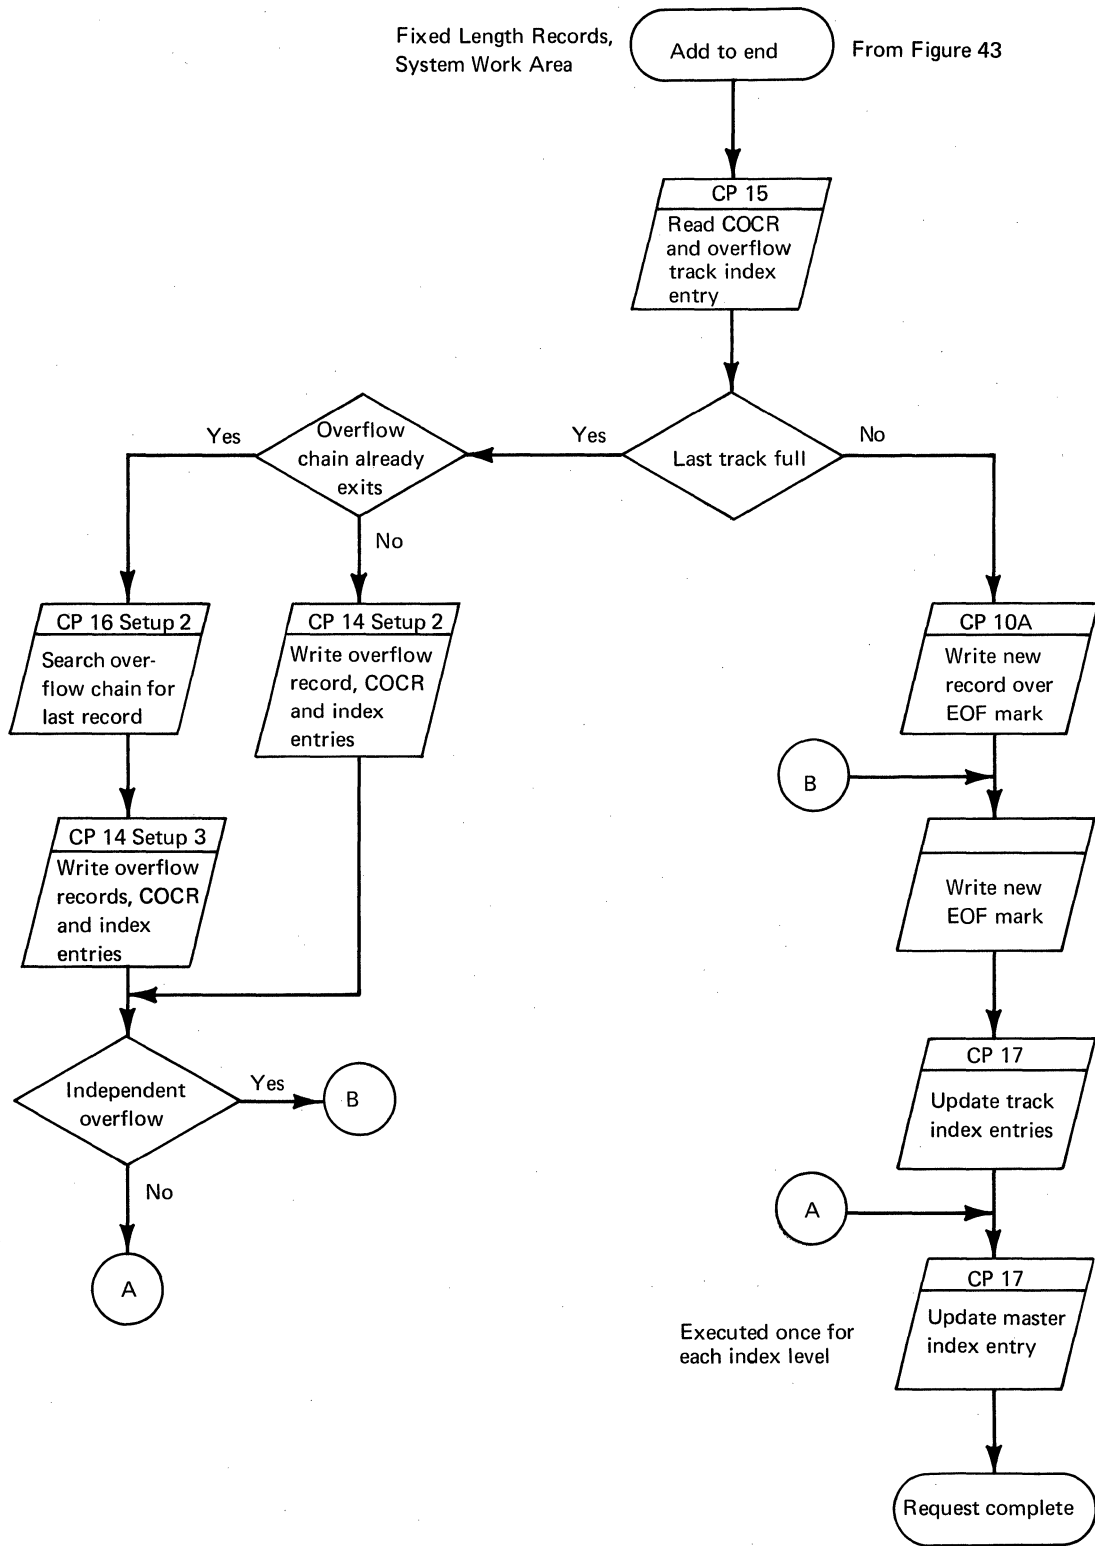 Fixed Length Records,
System Work Area
Add to end
From Figure 43
CP 15
Read COCR
and overflow
track index
entry
Last track full
Yes
No
Overflow
chain already
exits
Yes
No
CP 16 Setup 2
Search over-
flow chain for
last record
CP 14 Setup 2
Write overflow
record, COCR
and index
entries
CP 10A
Write new
record over
EOF mark
B
CP 14 Setup 3
Write overflow
records, COCR
and index
entries
Write new
EOF mark
Independent
overflow
Yes
B
No
A
CP 17
Update track
index entries
A
CP 17
Update master
index entry
Executed once for
each index level
Request complete